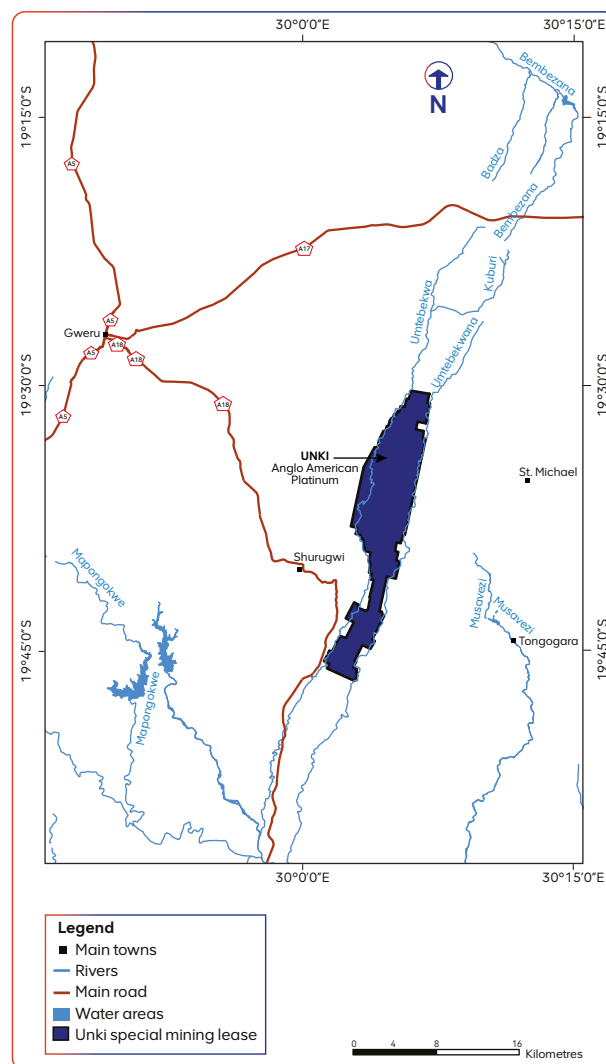 30°0'0"E
30°15'0"E
Bembezana
N
19°15'0"S
19°15'0"S
Badza
A5
Bembezana
A17
Kuburi
Umtebekwa
A5
Gweru
A18
A5
A18
Umtebekwana
19°30'0"S
19°30'0"S
A18
A5
UNKI
Anglo American
Platinum
St. Michael
Shurugwi
Mapongokwe
Musavezi
Musavezi
Tongogara
19°45'0"S
19°45'0"S
Mapongokwe
30°0'0"E
30°15'0"E
Legend
Main towns
Rivers
Main road
Water areas
Unki special mining lease
0 4 8 16
Kilometres